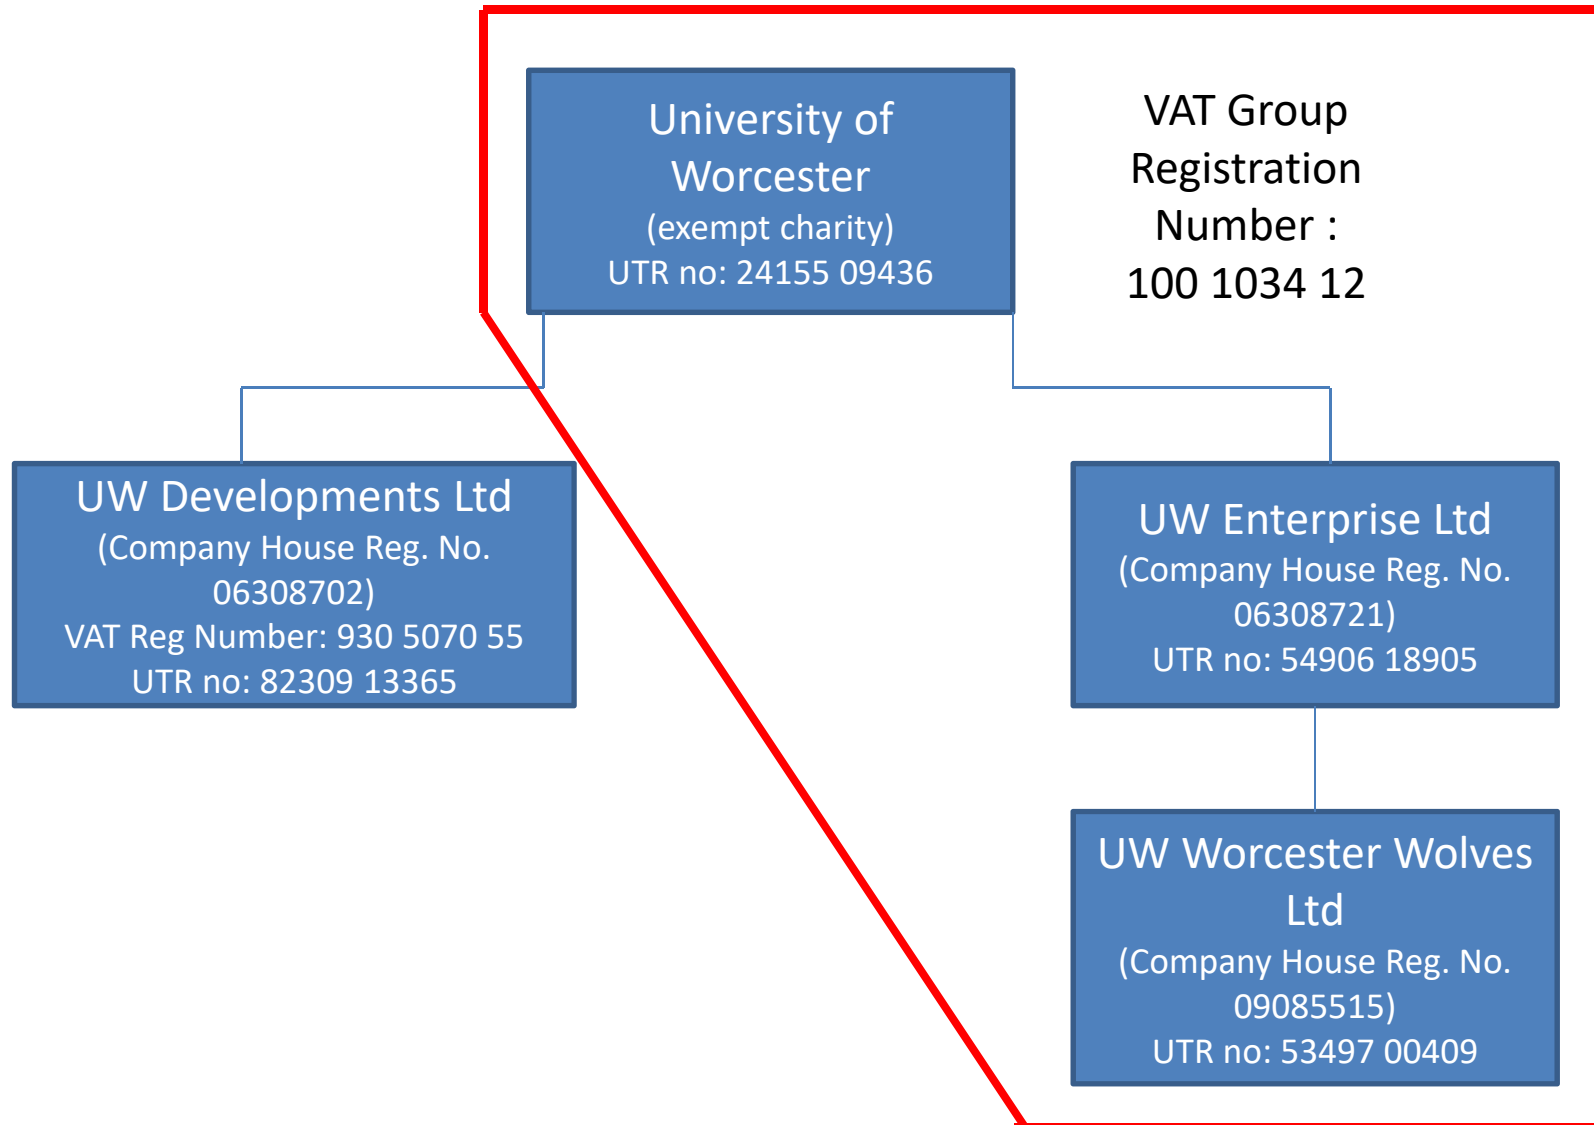 University of
Worcester
(exempt charity)
UTR no: 24155 09436
VAT Group
Registration
Number :
100 1034 12
UW Developments Ltd
(Company House Reg. No.
06308702)
VAT Reg Number: 930 5070 55
UTR no: 82309 13365
UW Enterprise Ltd
(Company House Reg. No.
06308721)
UTR no: 54906 18905
UW Worcester Wolves
Ltd
(Company House Reg. No.
09085515)
UTR no: 53497 00409